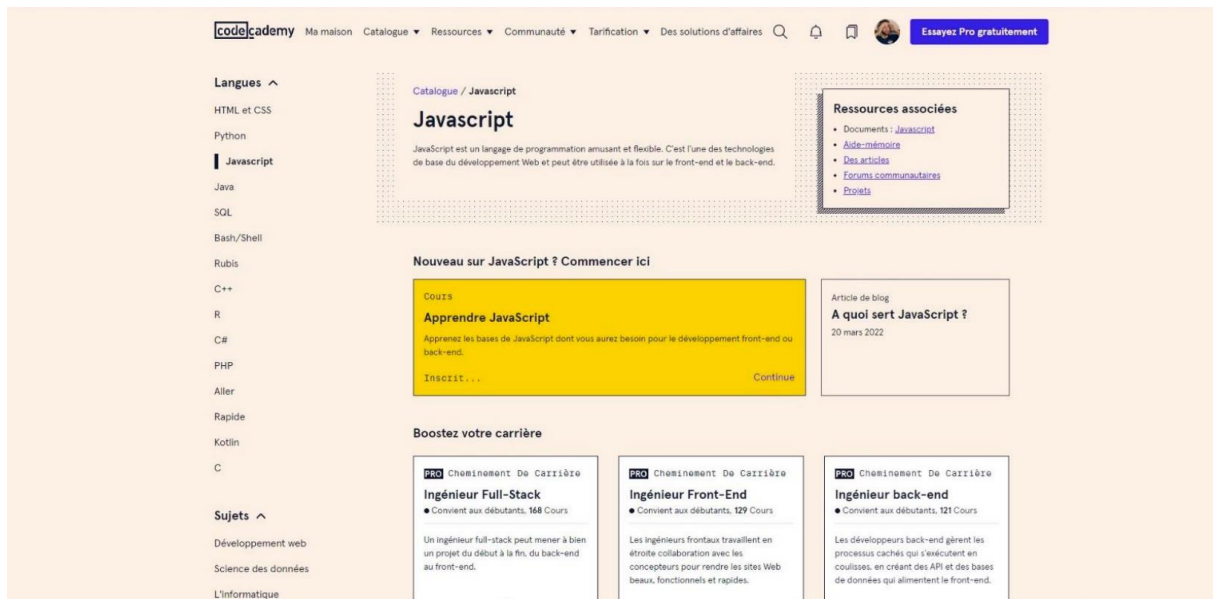 codecademy Ma maison Catalogue Ressources Communauté Tarification Des solutions d'affaires Essayez Pro gratuitement
Langues
HTML et CSS
Python
Javascript
Java
SQL
Bash/Shell
Rubis
C++
R
C#
PHP
Aller
Rapide
Kotlin
C
Sujets
Développement web
Science des données
L'informatique
Catalogue / Javascript
Javascript
JavaScript est un langage de programmation amusant et flexible. C'est l'une des technologies
de base du développement Web et peut être utilisée à la fois sur le front-end et le back-end.
Ressources associées
• Documents : Javascript
• Aide-mémoire
• Des articles
• Forums communautaires
• Projets
Nouveau sur JavaScript ? Commencer ici
Cours
Apprendre JavaScript
Apprenez les bases de JavaScript dont vous aurez besoin pour le développement front-end ou
back-end.
Inscrit...
Continue
Article de blog
A quoi sert JavaScript ?
20 mars 2022
Boostez votre carrière
PRO Cheminement De Carrière
Ingénieur Full-Stack
Convient aux débutants, 168 Cours
Un ingénieur full-stack peut mener à bien
un projet du début à la fin, du back-end
au front-end.
PRO Cheminement De Carrière
Ingénieur Front-End
Convient aux débutants, 129 Cours
Les ingénieurs frontaux travaillent en
étroite collaboration avec les
concepteurs pour rendre les sites Web
beaux, fonctionnels et rapides.
PRO Cheminement De Carrière
Ingénieur back-end
Convient aux débutants, 121 Cours
Les développeurs back-end gèrent les
processus cachés qui s'exécutent en
coulisses, en créant des API et des bases
de données qui alimentent le front-end.